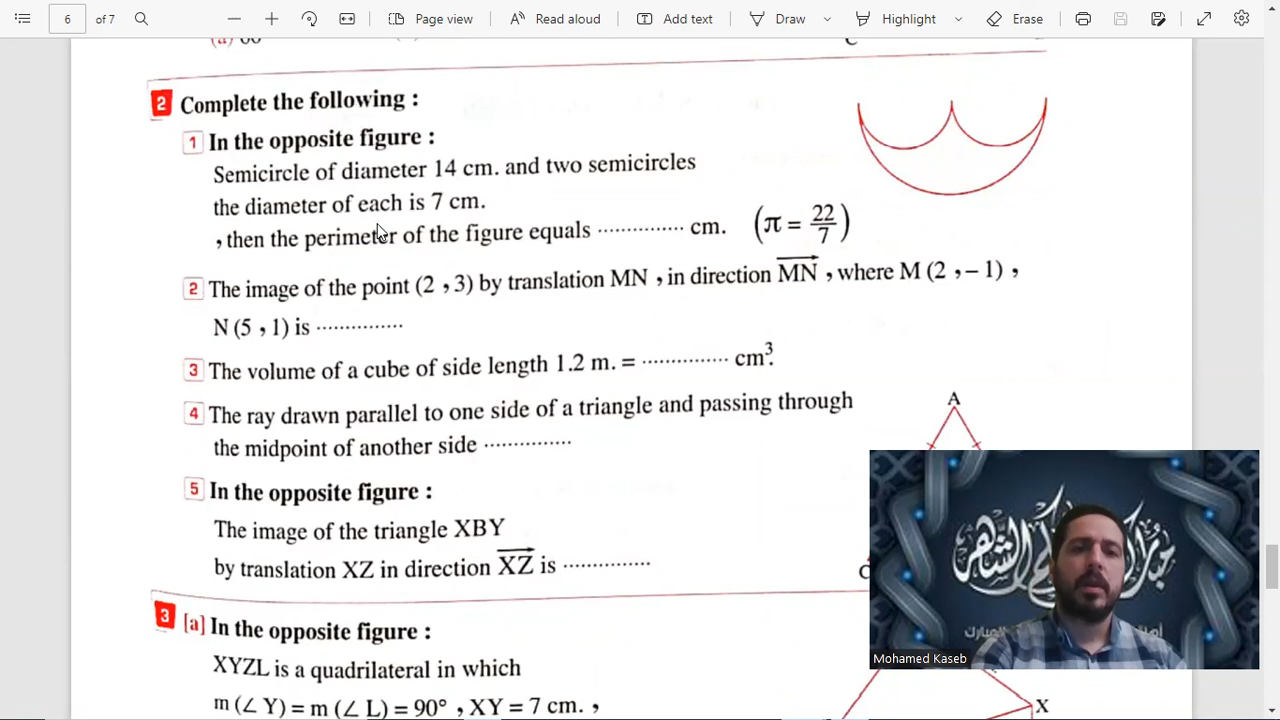 6 of 7 Page view Read aloud Add text Draw Highlight Erase
C
2 Complete the following :
1 In the opposite figure :
Semicircle of diameter 14 cm. and two semicircles
the diameter of each is 7 cm.
, then the perimeter of the figure equals ............... cm. (π = 22/7)
2 The image of the point (2 , 3) by translation MN , in direction MN→ , where M (2 , – 1) ,
N (5 , 1) is ...............
3 The volume of a cube of side length 1.2 m. = ............... cm³.
4 The ray drawn parallel to one side of a triangle and passing through
the midpoint of another side ...............
A
5 In the opposite figure :
The image of the triangle XBY
by translation XZ in direction XZ→ is ...............
3 [a] In the opposite figure :
XYZL is a quadrilateral in which
m (∠ Y) = m (∠ L) = 90° , XY = 7 cm. ,
X
المبارك
Mohamed Kaseb